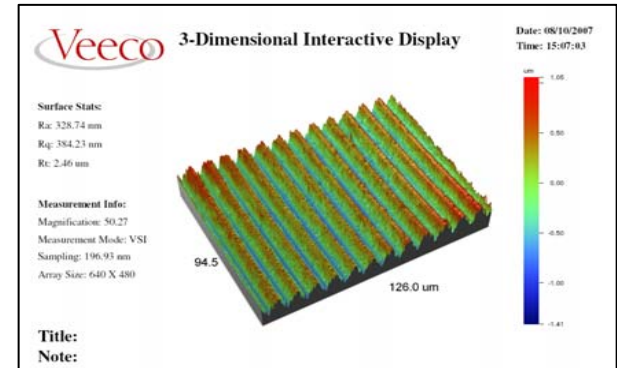 Veeco
3-Dimensional Interactive Display
Date: 08/10/2007
Time: 15:07:03
Surface Stats:
Ra: 328.74 nm
Rq: 384.23 nm
Rt: 2.46 um
Measurement Info:
Magnification: 50.27
Measurement Mode: VSI
Sampling: 196.93 nm
Array Size: 640 X 480
94.5
126.0 um
um
1.05
0.50
0.00
-0.50
-1.00
-1.41
Title:
Note: